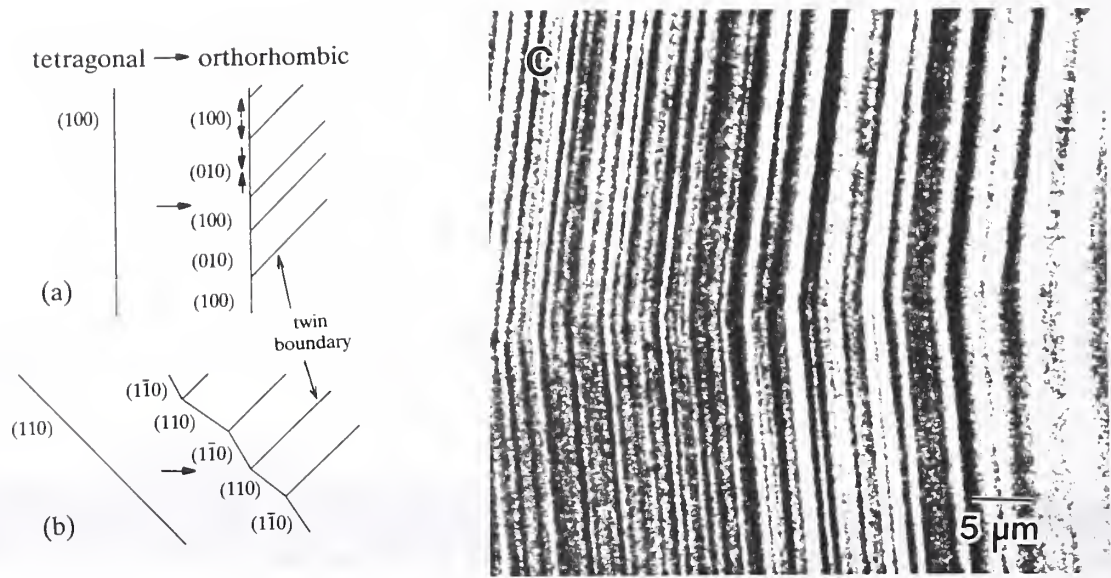 tetragonal → orthorhombic
(100)
(100)
(010)
(100)
(010)
(100)
(a)
twin
boundary
(110)
(11̄0)
(110)
(11̄0)
(110)
(11̄0)
(b)
C
5 μm